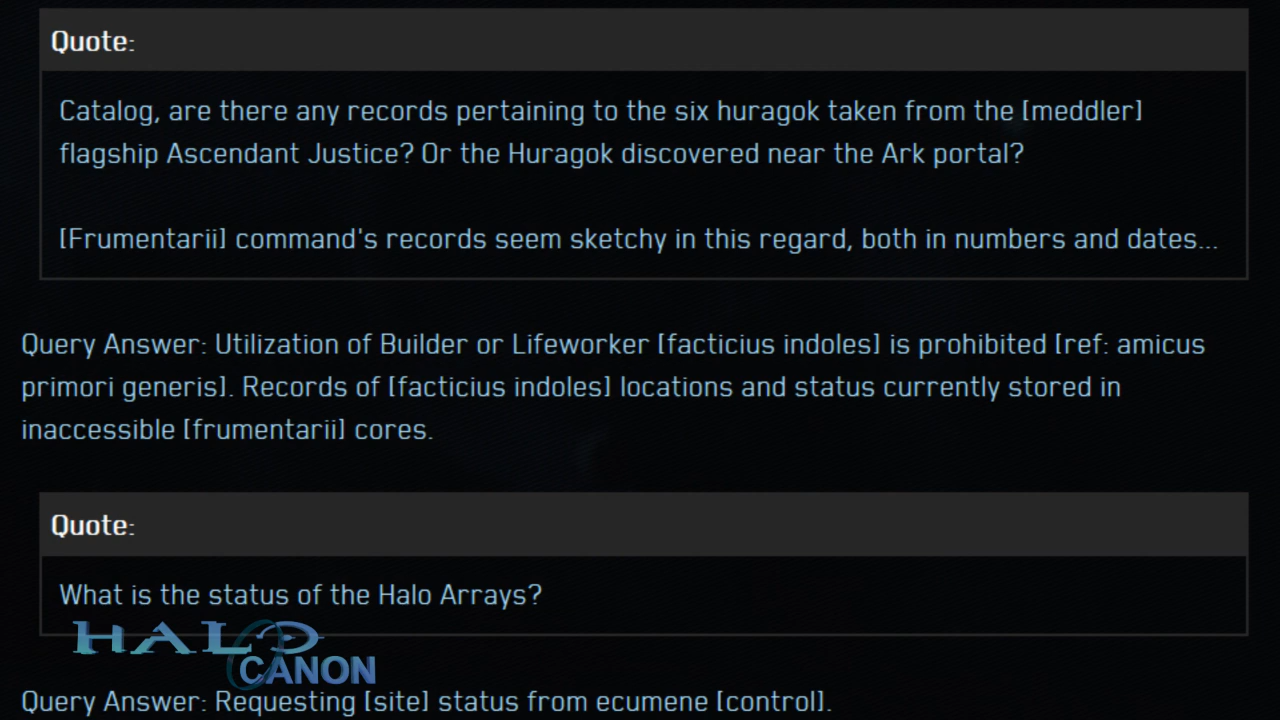 Quote:
Catalog, are there any records pertaining to the six huragok taken from the [meddler]
flagship Ascendant Justice? Or the Huragok discovered near the Ark portal?
[Frumentarii] command's records seem sketchy in this regard, both in numbers and dates...
Query Answer: Utilization of Builder or Lifeworker [facticius indoles] is prohibited [ref: amicus
primori generis]. Records of [facticius indoles] locations and status currently stored in
inaccessible [frumentarii] cores.
Quote:
What is the status of the Halo Arrays?
HALO
CANON
Query Answer: Requesting [site] status from ecumene [control].